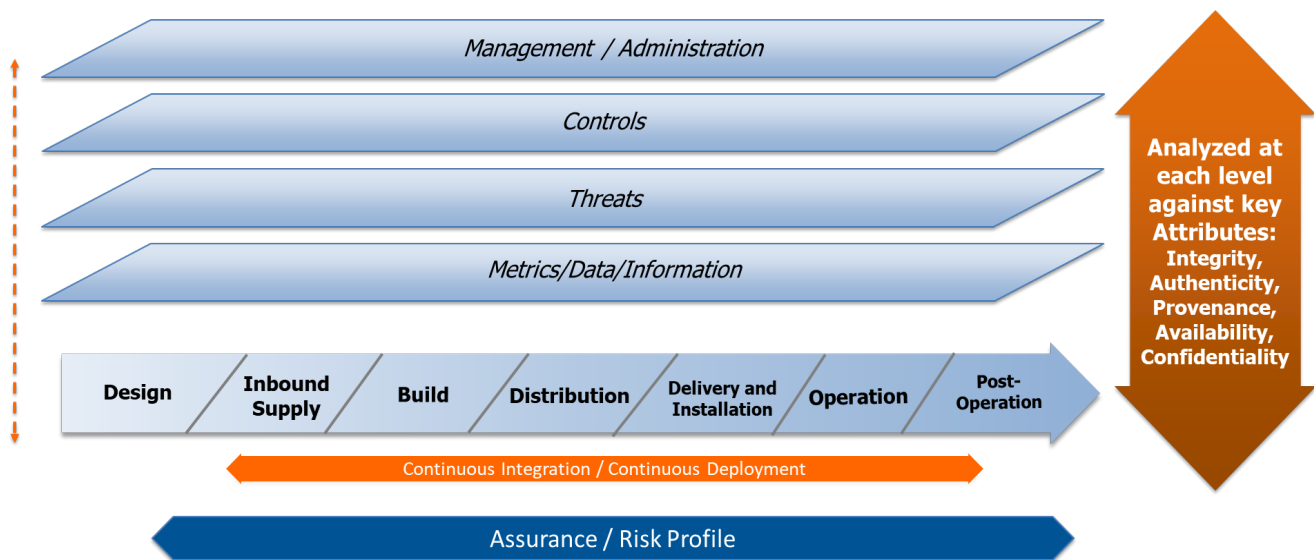 Management / Administration
Controls
Threats
Metrics/Data/Information
Analyzed at
each level
against key
Attributes:
Integrity,
Authenticity,
Provenance,
Availability,
Confidentiality
Design
Inbound
Supply
Build
Distribution
Delivery and
Installation
Operation
Post-
Operation
Continuous Integration / Continuous Deployment
Assurance / Risk Profile